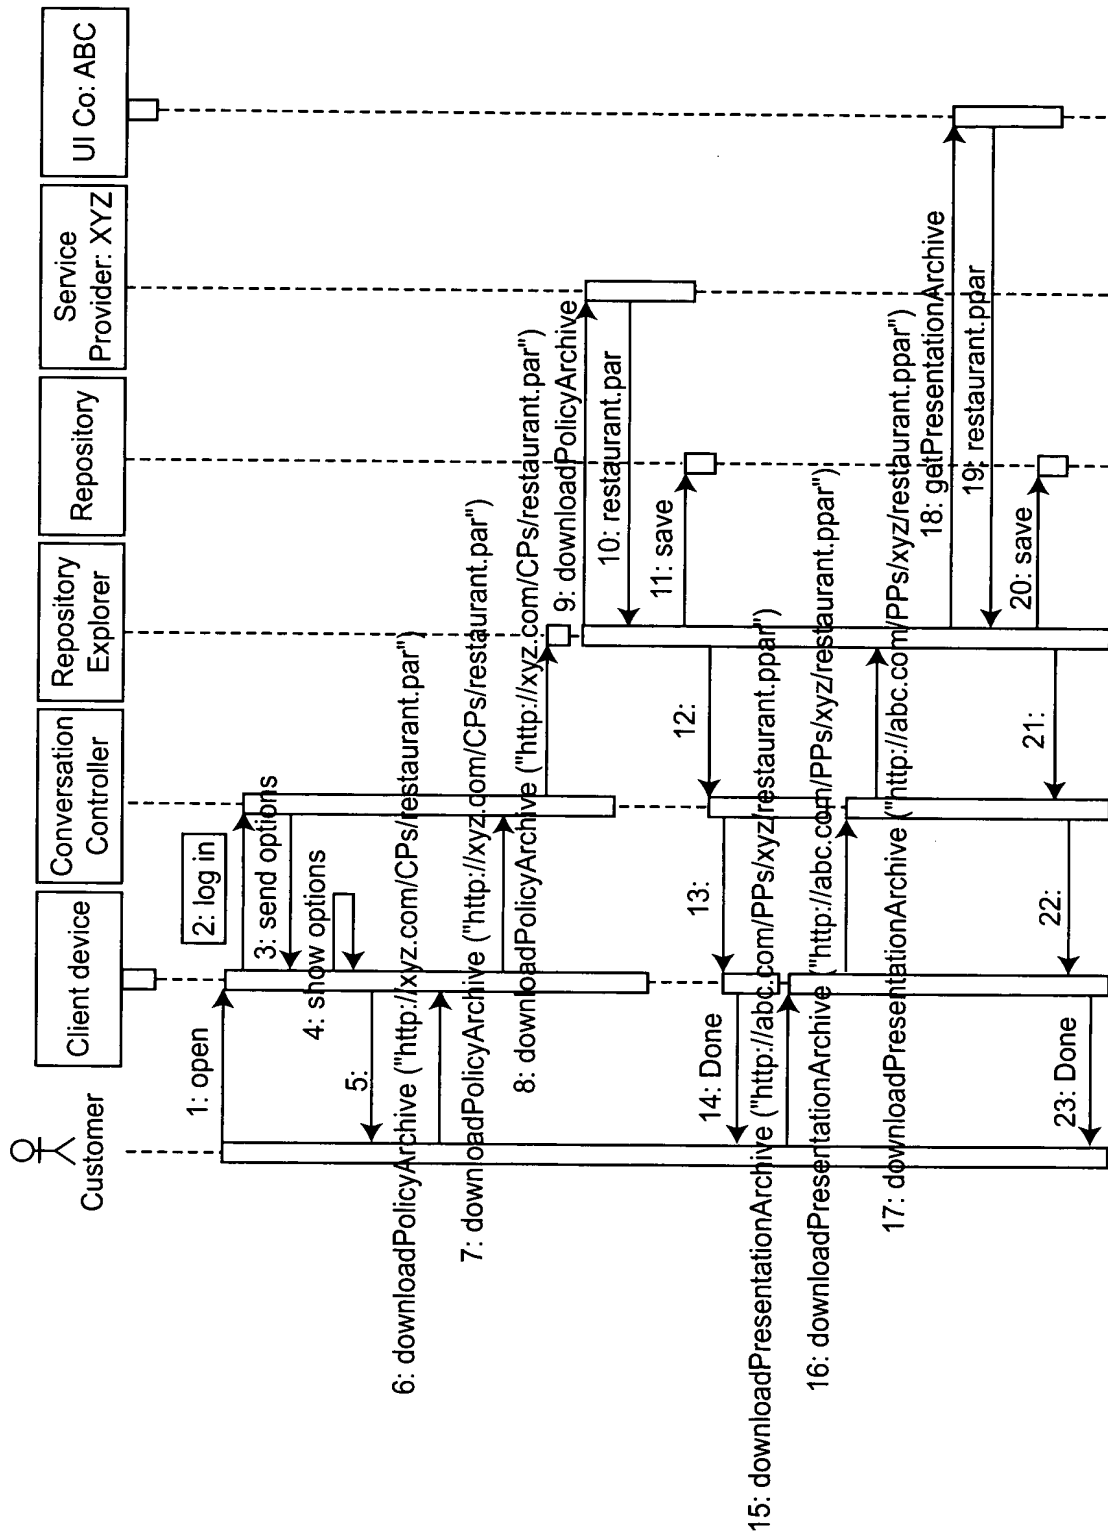 Customer
Client device
Conversation
Controller
Repository
Explorer
Repository
Service
Provider: XYZ
UI Co: ABC
1: open
2: log in
3: send options
4: show options
5:
6: downloadPolicyArchive ("http://xyz.com/CPs/restaurant.par")
7: downloadPolicyArchive ("http://xyz.com/CPs/restaurant.par")
8: downloadPolicyArchive ("http://xyz.com/CPs/restaurant.par")
9: downloadPolicyArchive
10: restaurant.par
11: save
12:
13:
14: Done
15: downloadPresentationArchive ("http://abc.com/PPs/xyz/restaurant.ppar")
16: downloadPresentationArchive ("http://abc.com/PPs/xyz/restaurant.ppar")
17: downloadPresentationArchive ("http://abc.com/PPs/xyz/restaurant.ppar")
18: getPresentationArchive
19: restaurant.ppar
20: save
21:
22:
23: Done